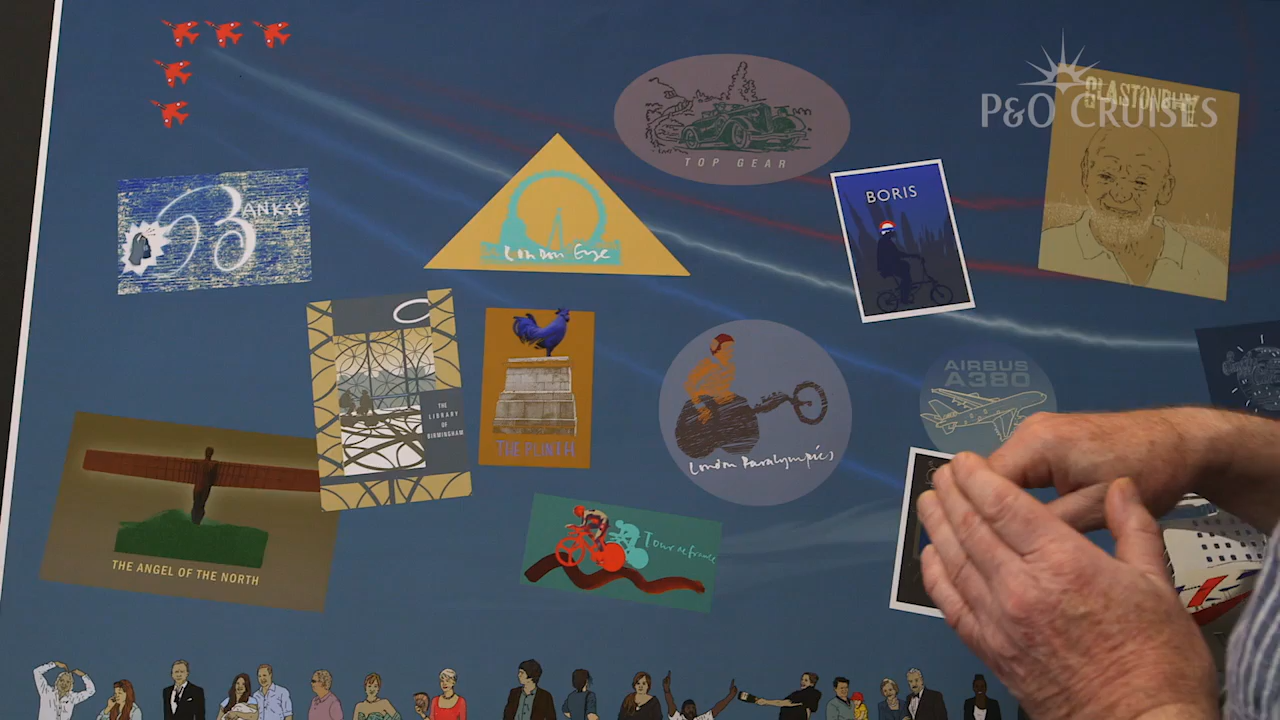 P&O CRUISES
GLASTONBURY
TOP GEAR
BORIS
BANKSY
London Eye
THE
LIBRARY
OF
BIRMINGHAM
THE PLINTH
London Paralympics
AIRBUS
A380
Tour de france
THE ANGEL OF THE NORTH